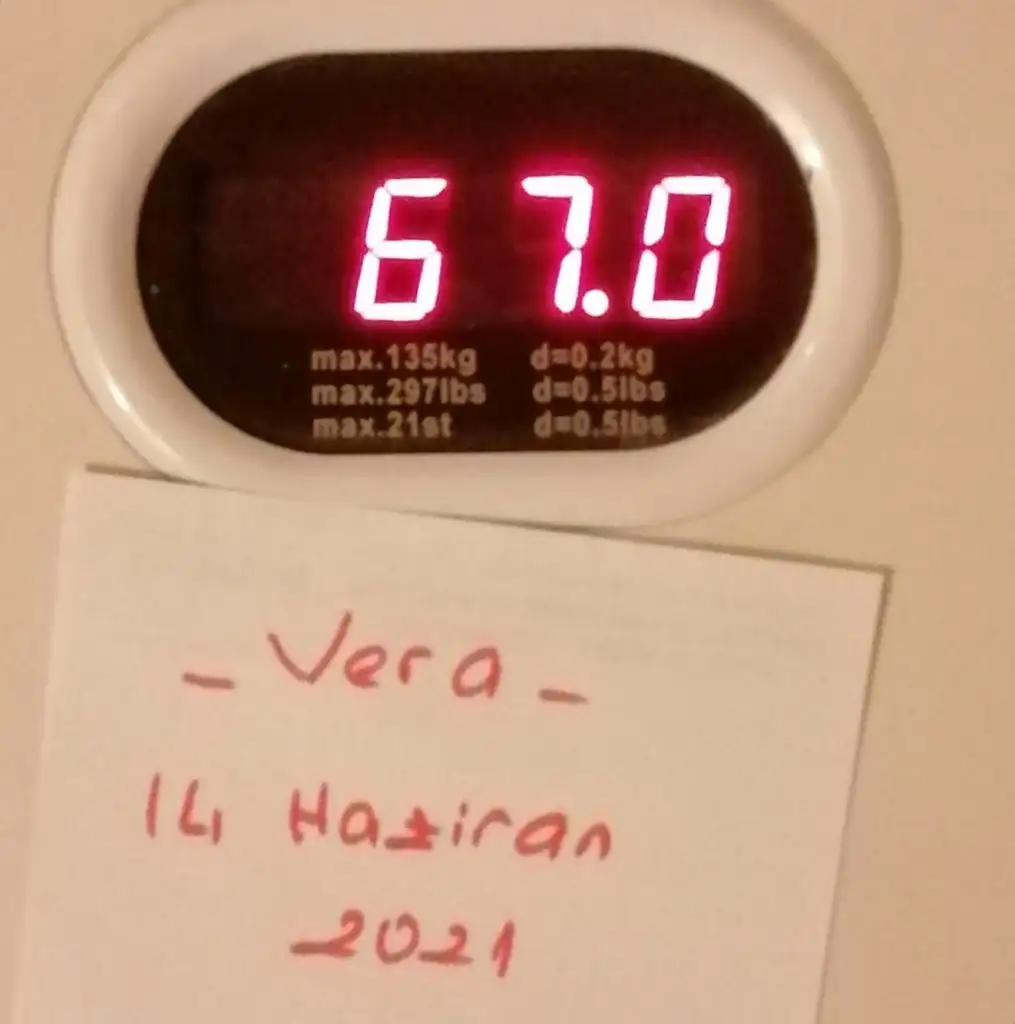 67.0
max.135kg d=0.2kg
max.297lbs d=0.5lbs
max.21st d=0.5lbs
- Vera -
14 Haziran
2021